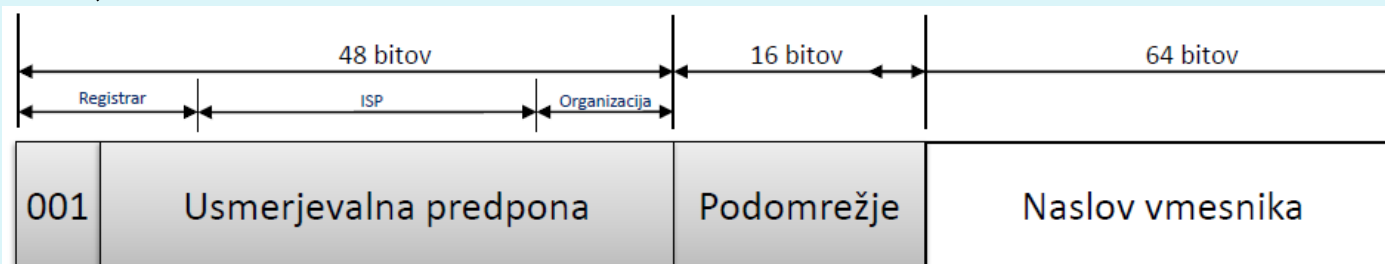 48 bitov 16 bitov 64 bitov
Registrar ISP Organizacija
001 Usmerjevalna predpona Podomrežje Naslov vmesnika